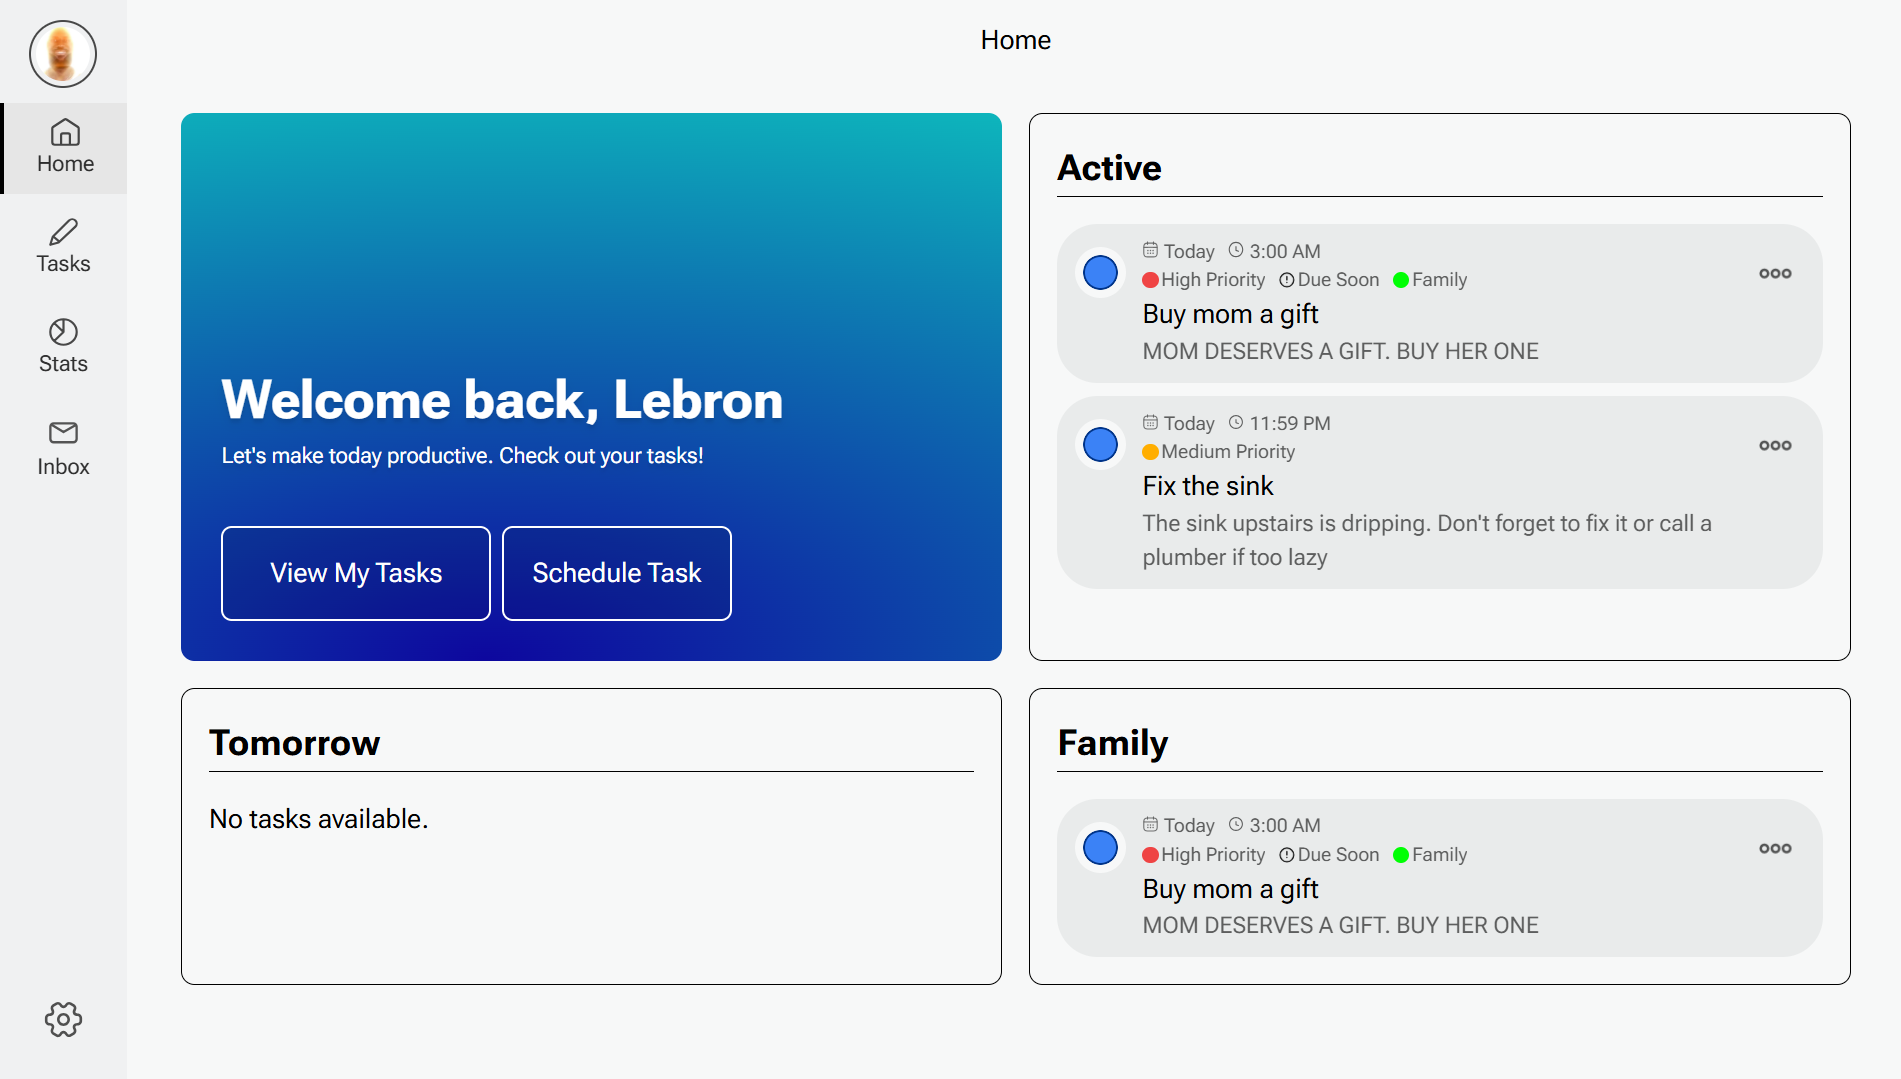 Home
Home
Tasks
Stats
Inbox
Welcome back, Lebron
Let's make today productive. Check out your tasks!
View My Tasks
Schedule Task
Active
Today 3:00 AM
High Priority Due Soon Family
Buy mom a gift
MOM DESERVES A GIFT. BUY HER ONE
Today 11:59 PM
Medium Priority
Fix the sink
The sink upstairs is dripping. Don't forget to fix it or call a
plumber if too lazy
Tomorrow
No tasks available.
Family
Today 3:00 AM
High Priority Due Soon Family
Buy mom a gift
MOM DESERVES A GIFT. BUY HER ONE